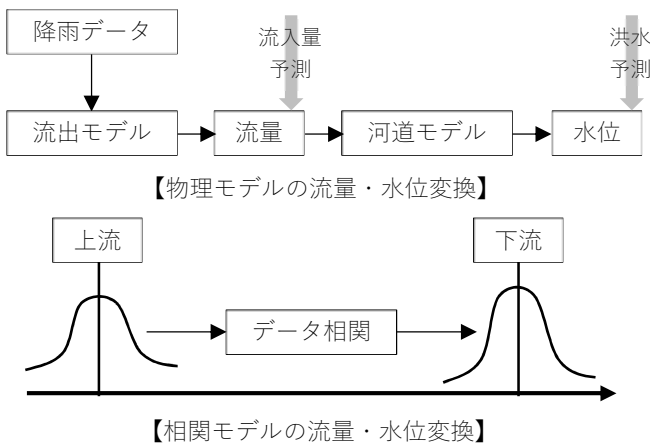 降雨データ
流入量
予測
洪水
予測
流出モデル
流量
河道モデル
水位
【物理モデルの流量・水位変換】
上流
下流
データ相関
【相関モデルの流量・水位変換】